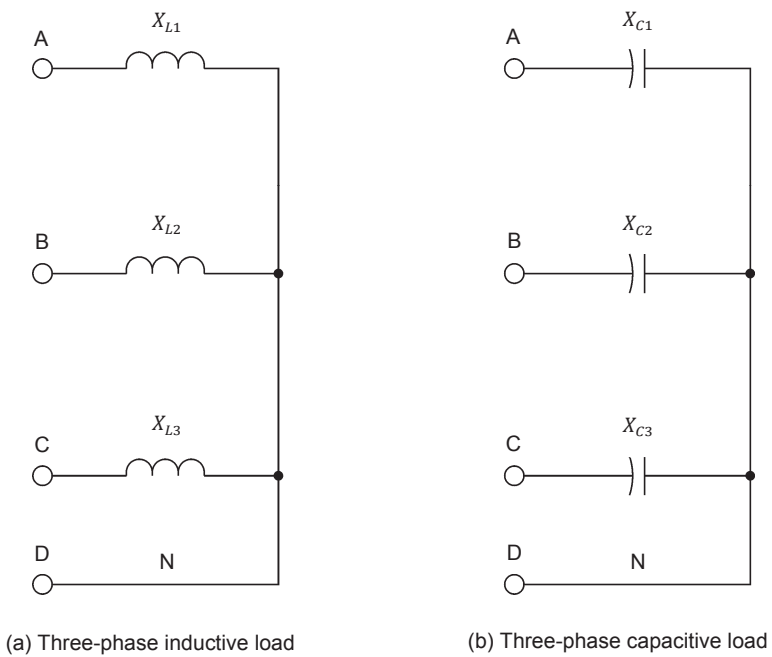 X_{L1}
A
X_{L2}
B
X_{L3}
C
D
N
(a) Three-phase inductive load
X_{C1}
A
X_{C2}
B
X_{C3}
C
D
N
(b) Three-phase capacitive load